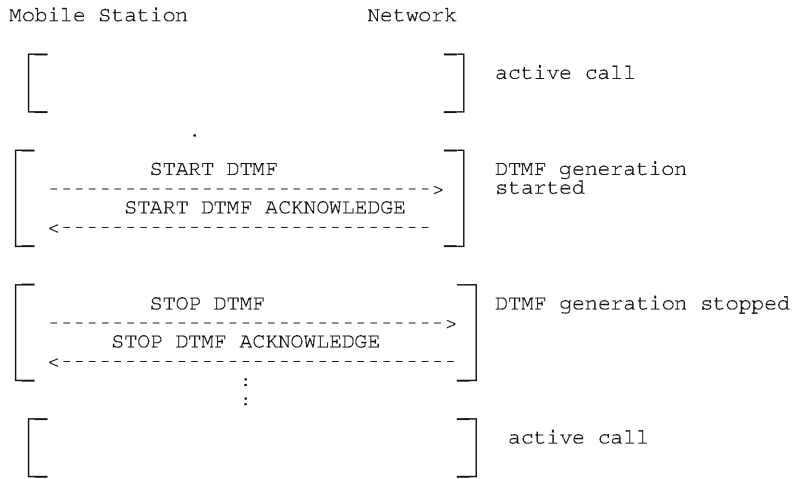 Mobile Station Network
active call
.
START DTMF DTMF generation
-----------------------------> started
START DTMF ACKNOWLEDGE
<-----------------------------
STOP DTMF DTMF generation stopped
------------------------------->
STOP DTMF ACKNOWLEDGE
<-------------------------------
:
:
active call